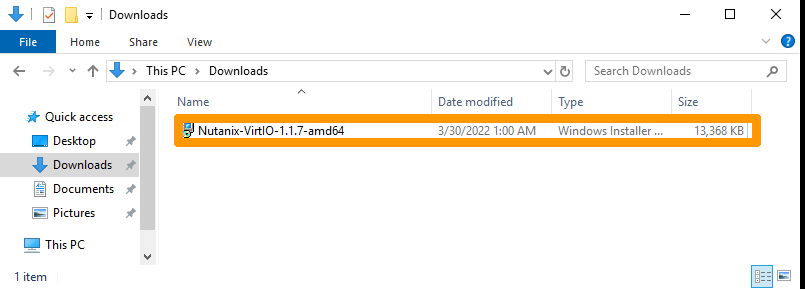 Downloads
File Home Share View
This PC Downloads Search Downloads
Name Date modified Type Size
Quick access
Nutanix-VirtIO-1.1.7-amd64 3/30/2022 1:00 AM Windows Installer ... 13,368 KB
Desktop
Downloads
Documents
Pictures
This PC
1 item